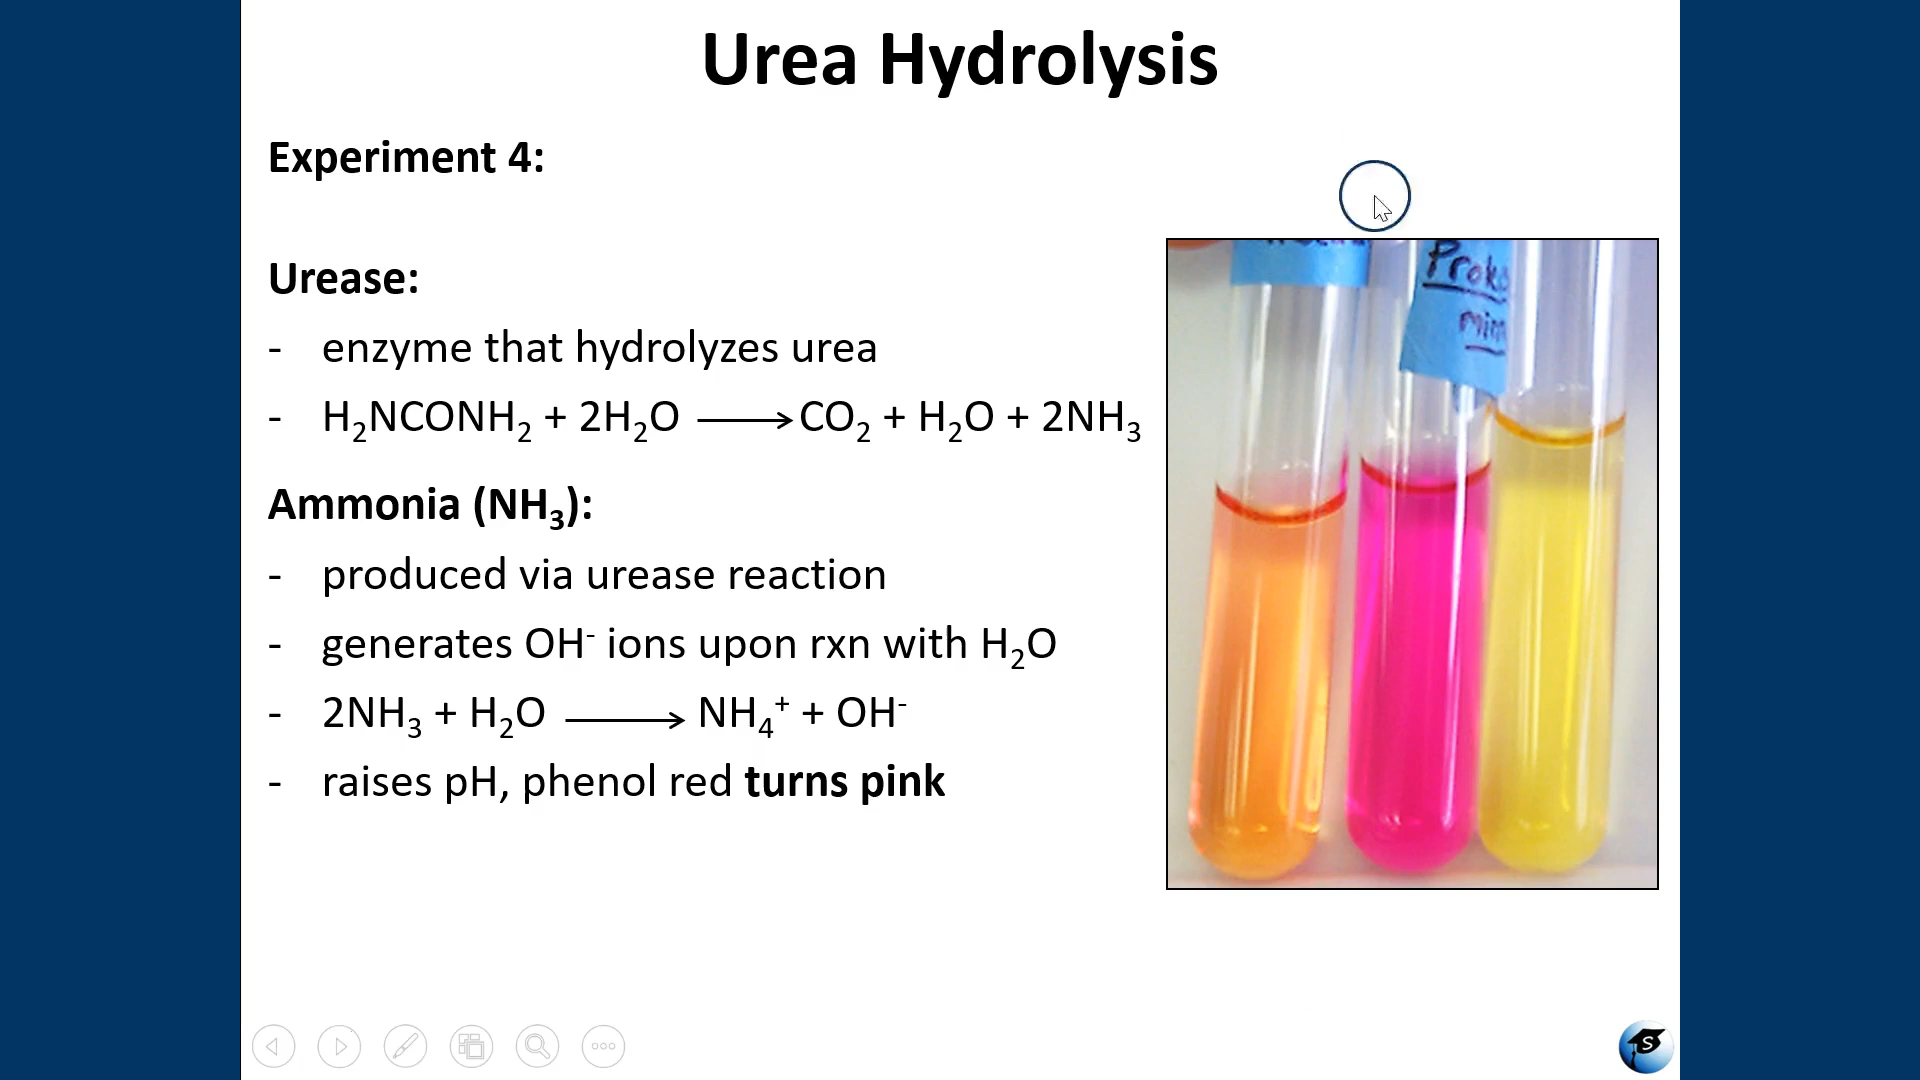 Urea Hydrolysis
Experiment 4:
Urease:
- enzyme that hydrolyzes urea
- H₂NCONH₂ + 2H₂O ⟶ CO₂ + H₂O + 2NH₃
Ammonia (NH₃):
- produced via urease reaction
- generates OH⁻ ions upon rxn with H₂O
- 2NH₃ + H₂O ⟶ NH₄⁺ + OH⁻
- raises pH, phenol red turns pink
S